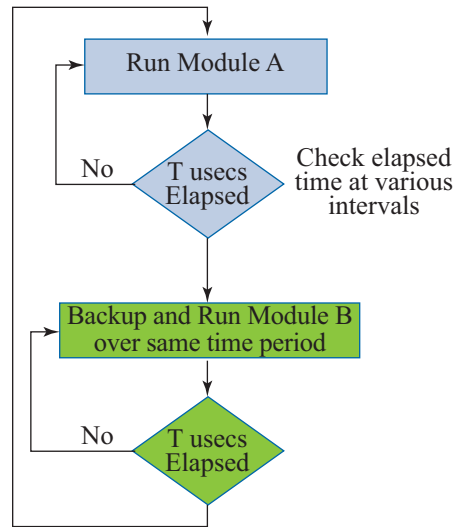 Run Module A
No
T usecs
Elapsed
Check elapsed
time at various
intervals
Backup and Run Module B
over same time period
No
T usecs
Elapsed